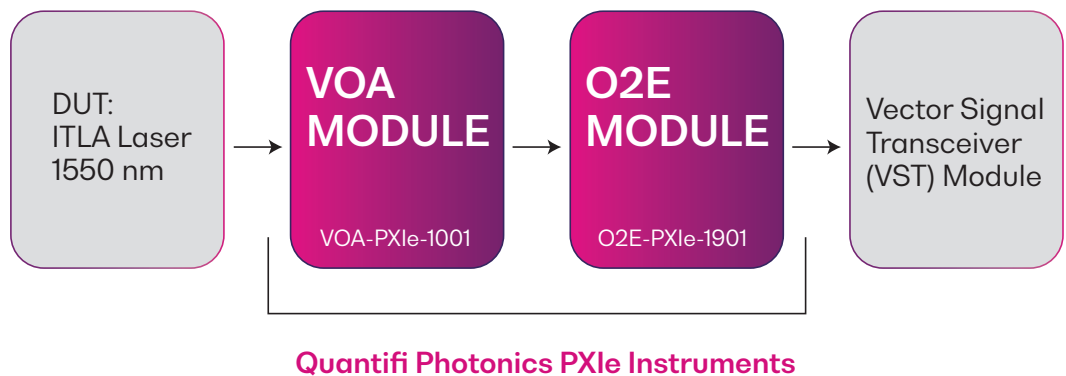 DUT:
ITLA Laser
1550 nm
VOA
MODULE
VOA-PXIe-1001
O2E
MODULE
O2E-PXIe-1901
Vector Signal
Transceiver
(VST) Module
Quantifi Photonics PXIe Instruments